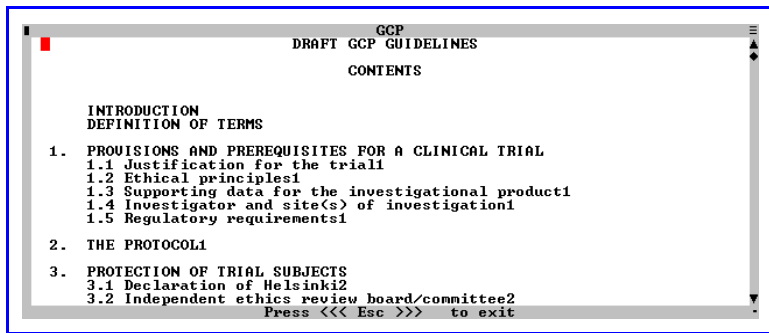 GCP
DRAFT GCP GUIDELINES
CONTENTS
INTRODUCTION
DEFINITION OF TERMS
1. PROVISIONS AND PREREQUISITES FOR A CLINICAL TRIAL
1.1 Justification for the trial1
1.2 Ethical principles1
1.3 Supporting data for the investigational product1
1.4 Investigator and site(s) of investigation1
1.5 Regulatory requirements1
2. THE PROTOCOL1
3. PROTECTION OF TRIAL SUBJECTS
3.1 Declaration of Helsinki2
3.2 Independent ethics review board/committee2
Press <<< Esc >>> to exit